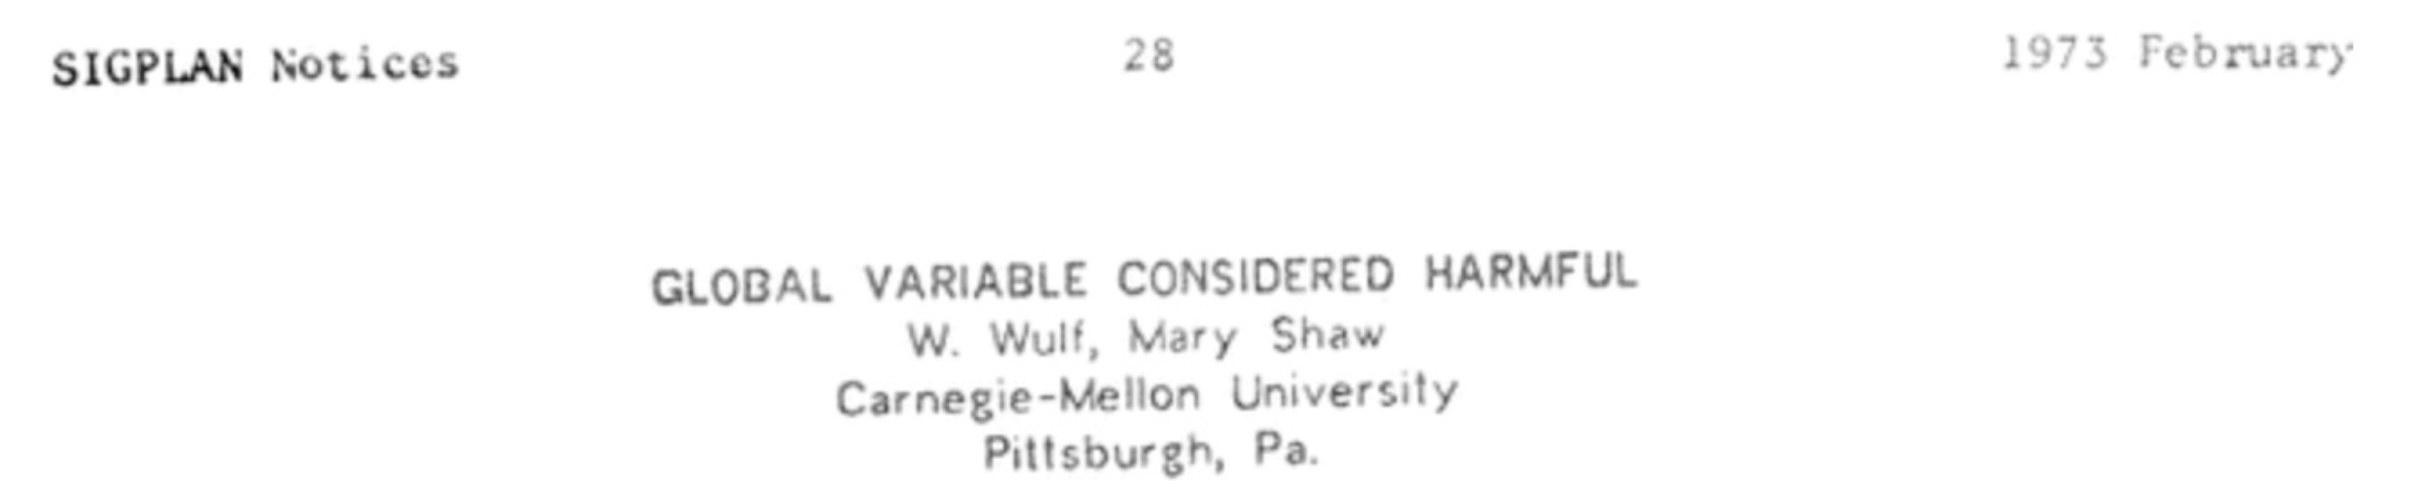 SIGPLAN Notices 28 1973 February
GLOBAL VARIABLE CONSIDERED HARMFUL
W. Wulf, Mary Shaw
Carnegie-Mellon University
Pittsburgh, Pa.